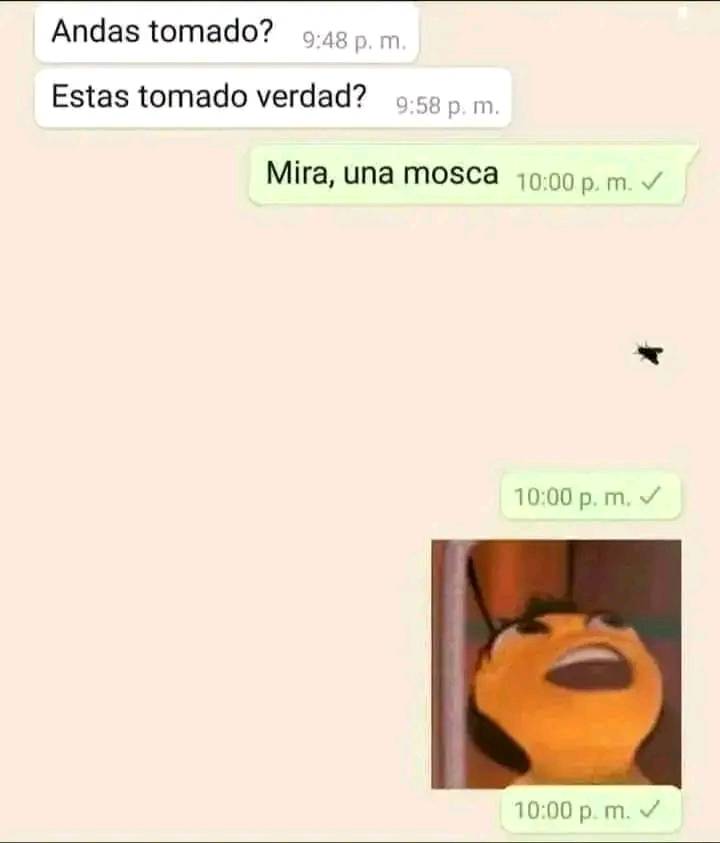 Andas tomado? 9:48 p. m.
Estas tomado verdad? 9:58 p. m.
Mira, una mosca 10:00 p. m.
10:00 p. m.
10:00 p. m.